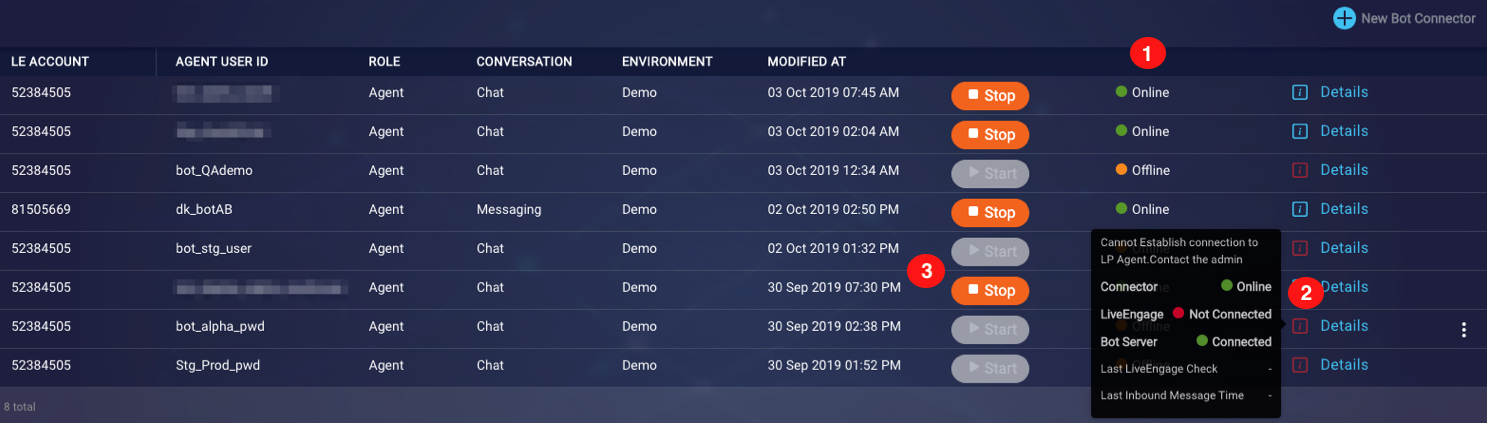 New Bot Connector
LE ACCOUNT AGENT USER ID ROLE CONVERSATION ENVIRONMENT MODIFIED AT 1
52384505 Agent Chat Demo 03 Oct 2019 07:45 AM Stop Online Details
52384505 Agent Chat Demo 03 Oct 2019 02:04 AM Stop Online Details
52384505 bot_QAdemo Agent Chat Demo 03 Oct 2019 12:34 AM Start Offline Details
81505669 dk_botAB Agent Messaging Demo 02 Oct 2019 02:50 PM Stop Online Details
52384505 bot_stg_user Agent Chat Demo 02 Oct 2019 01:32 PM Start Details
52384505 Agent Chat Demo 30 Sep 2019 07:30 PM 3 Stop Details
52384505 bot_alpha_pwd Agent Chat Demo 30 Sep 2019 02:38 PM Start Offline 2 Details
52384505 Stg_Prod_pwd Agent Chat Demo 30 Sep 2019 01:52 PM Start Details
Cannot Establish connection to
LP Agent.Contact the admin
Connector Online
LiveEngage Not Connected
Bot Server Connected
Last LiveEngage Check -
Last Inbound Message Time -
8 total